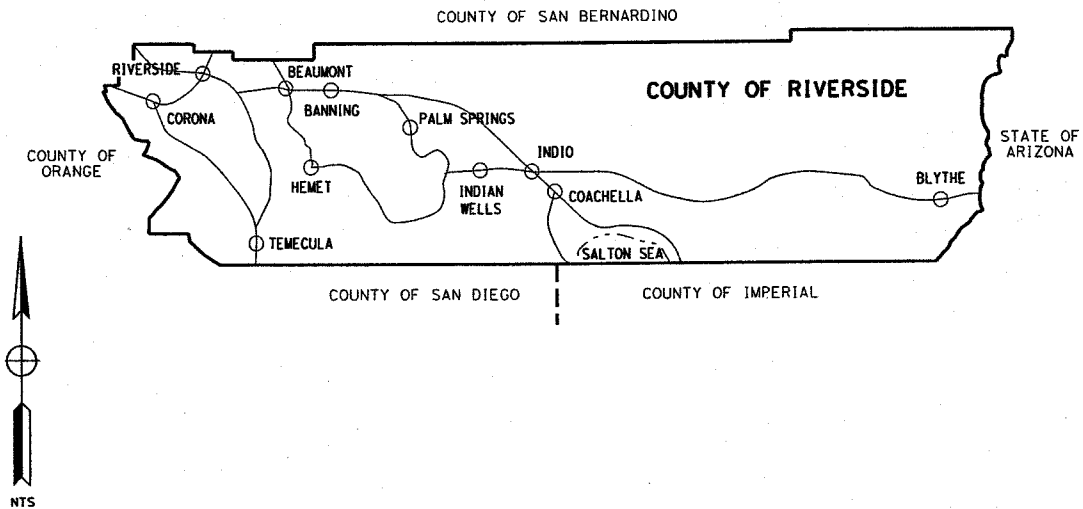 COUNTY OF SAN BERNARDINO
RIVERSIDE
BEAUMONT
COUNTY OF RIVERSIDE
BANNING
CORONA
PALM SPRINGS
STATE OF
ARIZONA
COUNTY OF
ORANGE
INDIO
HEMET
INDIAN
WELLS
COACHELLA
BLYTHE
TEMECULA
SALTON SEA
COUNTY OF SAN DIEGO
COUNTY OF IMPERIAL
NTS